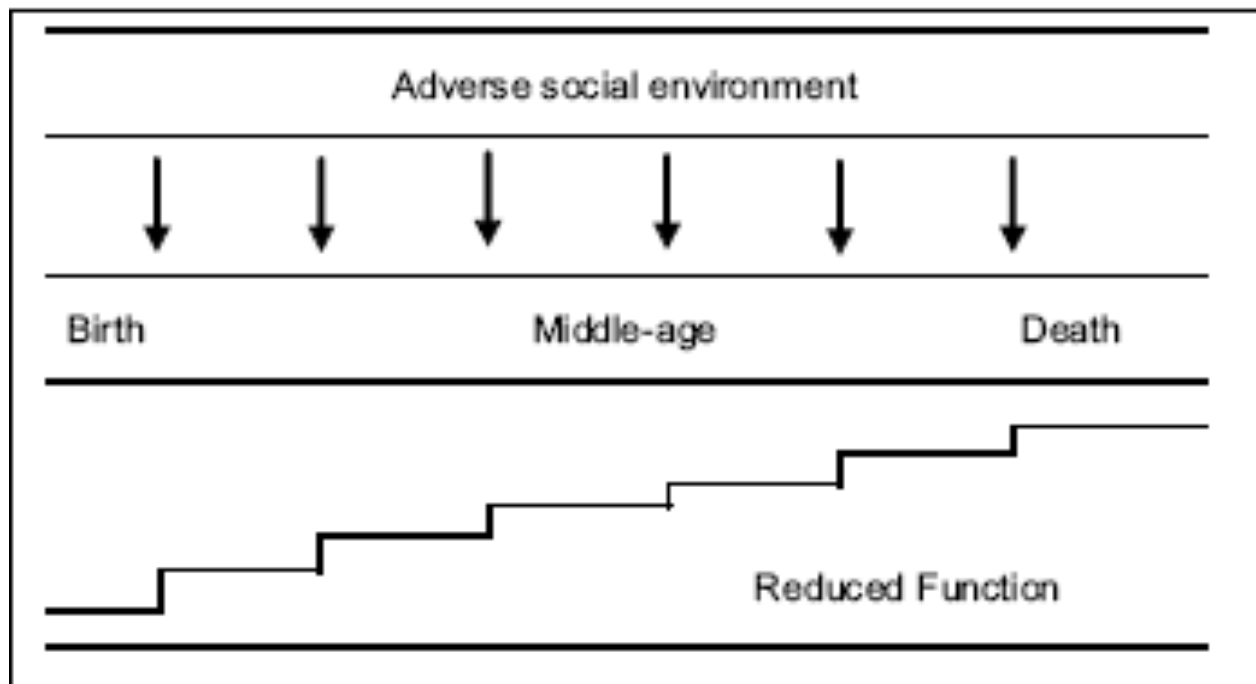 Adverse social environment
Birth Middle-age Death
Reduced Function